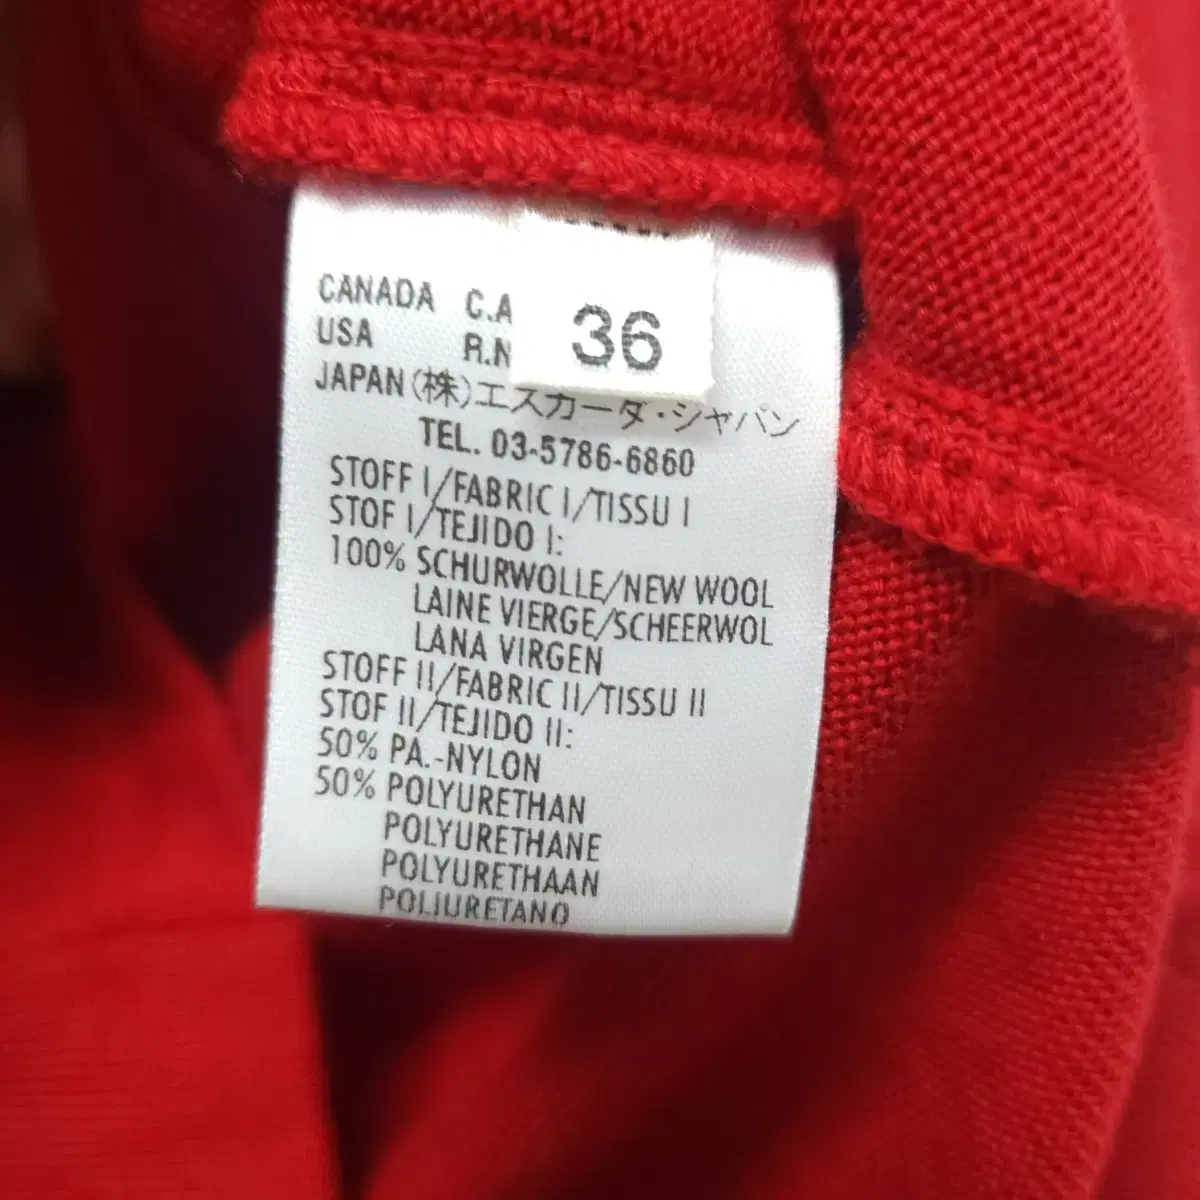 CANADA C.A
USA R.N
36
JAPAN (株)エスカーダ・ジャパン
TEL. 03-5786-6860
STOFF I/FABRIC I/TISSU I
STOF I/TEJIDO I:
100% SCHURWOLLE/NEW WOOL
LAINE VIERGE/SCHEERWOL
LANA VIRGEN
STOFF II/FABRIC II/TISSU II
STOF II/TEJIDO II:
50% PA.-NYLON
50% POLYURETHAN
POLYURETHANE
POLYURETHAAN
POLIURETANO